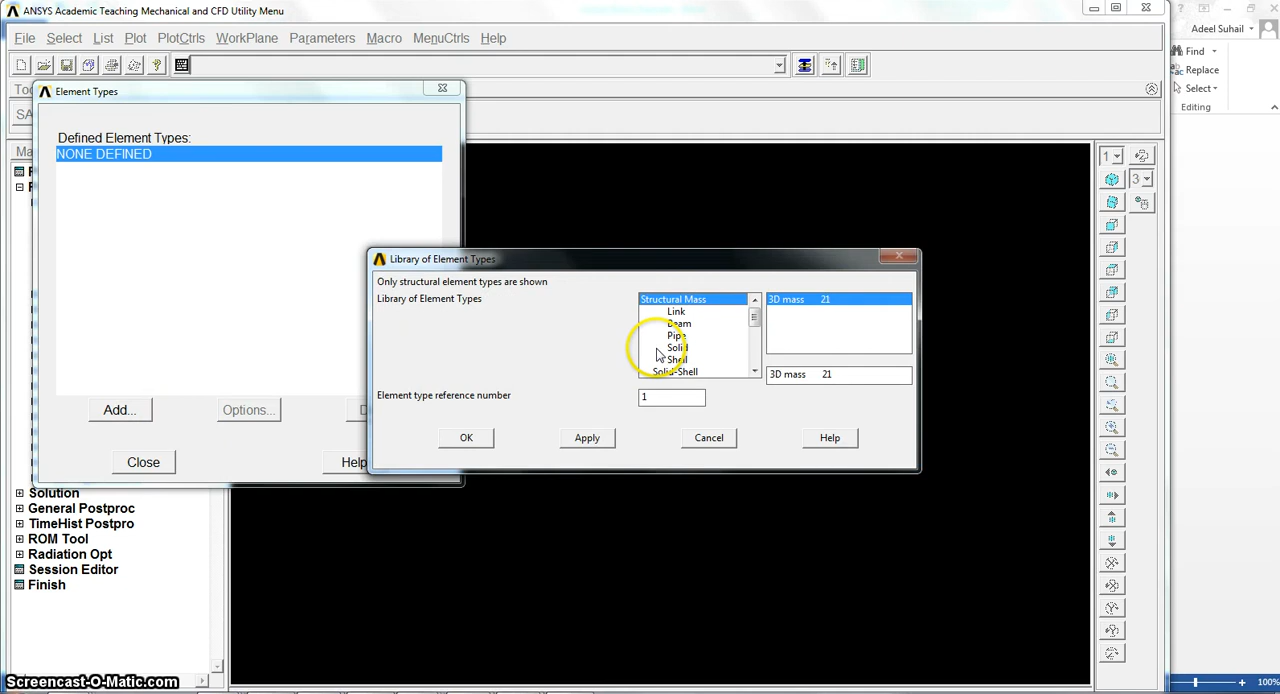 ANSYS Academic Teaching Mechanical and CFD Utility Menu
Adeel Suhail
File Select List Plot PlotCtrls WorkPlane Parameters Macro MenuCtrls Help
Find
Replace
Select
Editing
Element Types
Defined Element Types:
NONE DEFINED
1
3
Library of Element Types
Only structural element types are shown
Library of Element Types
Structural Mass
Link
Beam
Pipe
Solid
Shell
Solid-Shell
3D mass 21
3D mass 21
Element type reference number
1
OK Apply Cancel Help
Add... Options...
Close Help
Solution
General Postproc
TimeHist Postpro
ROM Tool
Radiation Opt
Session Editor
Finish
Screencast-O-Matic.com
100%